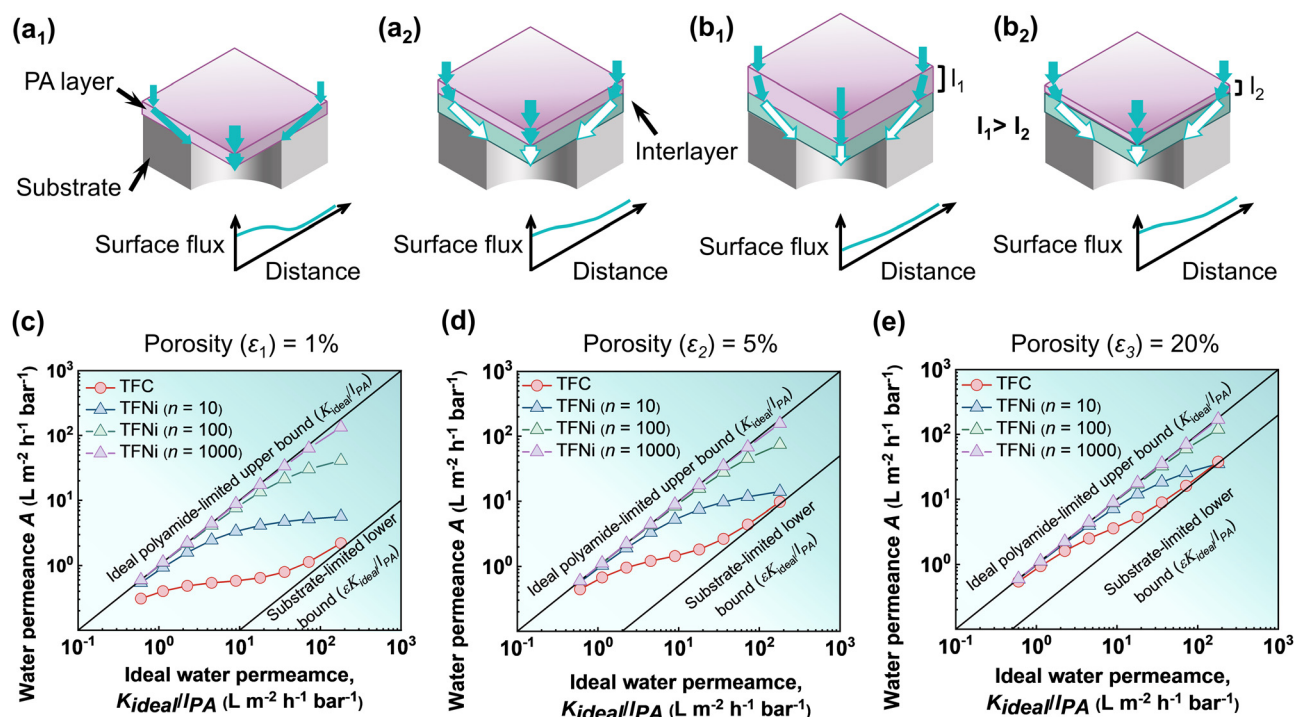 (a₁)
PA layer
Substrate
Surface flux
Distance
(a₂)
Interlayer
Surface flux
Distance
(b₁)
l₁
Surface flux
Distance
(b₂)
l₁> l₂
l₂
Surface flux
Distance
(c)
Porosity (ε₁) = 1%
Water permeance A (L m⁻² h⁻¹ bar⁻¹)
10³
10²
10¹
10⁰
TFC
TFNi (n = 10)
TFNi (n = 100)
TFNi (n = 1000)
Ideal polyamide-limited upper bound (Kideal/lPA)
Substrate-limited lower
bound (εKideal/lPA)
10⁻¹ 10⁰ 10¹ 10² 10³
Ideal water permeamce,
Kideal/lPA (L m⁻² h⁻¹ bar⁻¹)
(d)
Porosity (ε₂) = 5%
Water permeance A (L m⁻² h⁻¹ bar⁻¹)
10³
10²
10¹
10⁰
TFC
TFNi (n = 10)
TFNi (n = 100)
TFNi (n = 1000)
Ideal polyamide-limited upper bound (Kideal/lPA)
Substrate-limited lower
bound (εKideal/lPA)
10⁻¹ 10⁰ 10¹ 10² 10³
Ideal water permeamce,
Kideal/lPA (L m⁻² h⁻¹ bar⁻¹)
(e)
Porosity (ε₃) = 20%
Water permeance A (L m⁻² h⁻¹ bar⁻¹)
10³
10²
10¹
10⁰
TFC
TFNi (n = 10)
TFNi (n = 100)
TFNi (n = 1000)
Ideal polyamide-limited upper bound (Kideal/lPA)
Substrate-limited lower
bound (εKideal/lPA)
10⁻¹ 10⁰ 10¹ 10² 10³
Ideal water permeamce,
Kideal/lPA (L m⁻² h⁻¹ bar⁻¹)